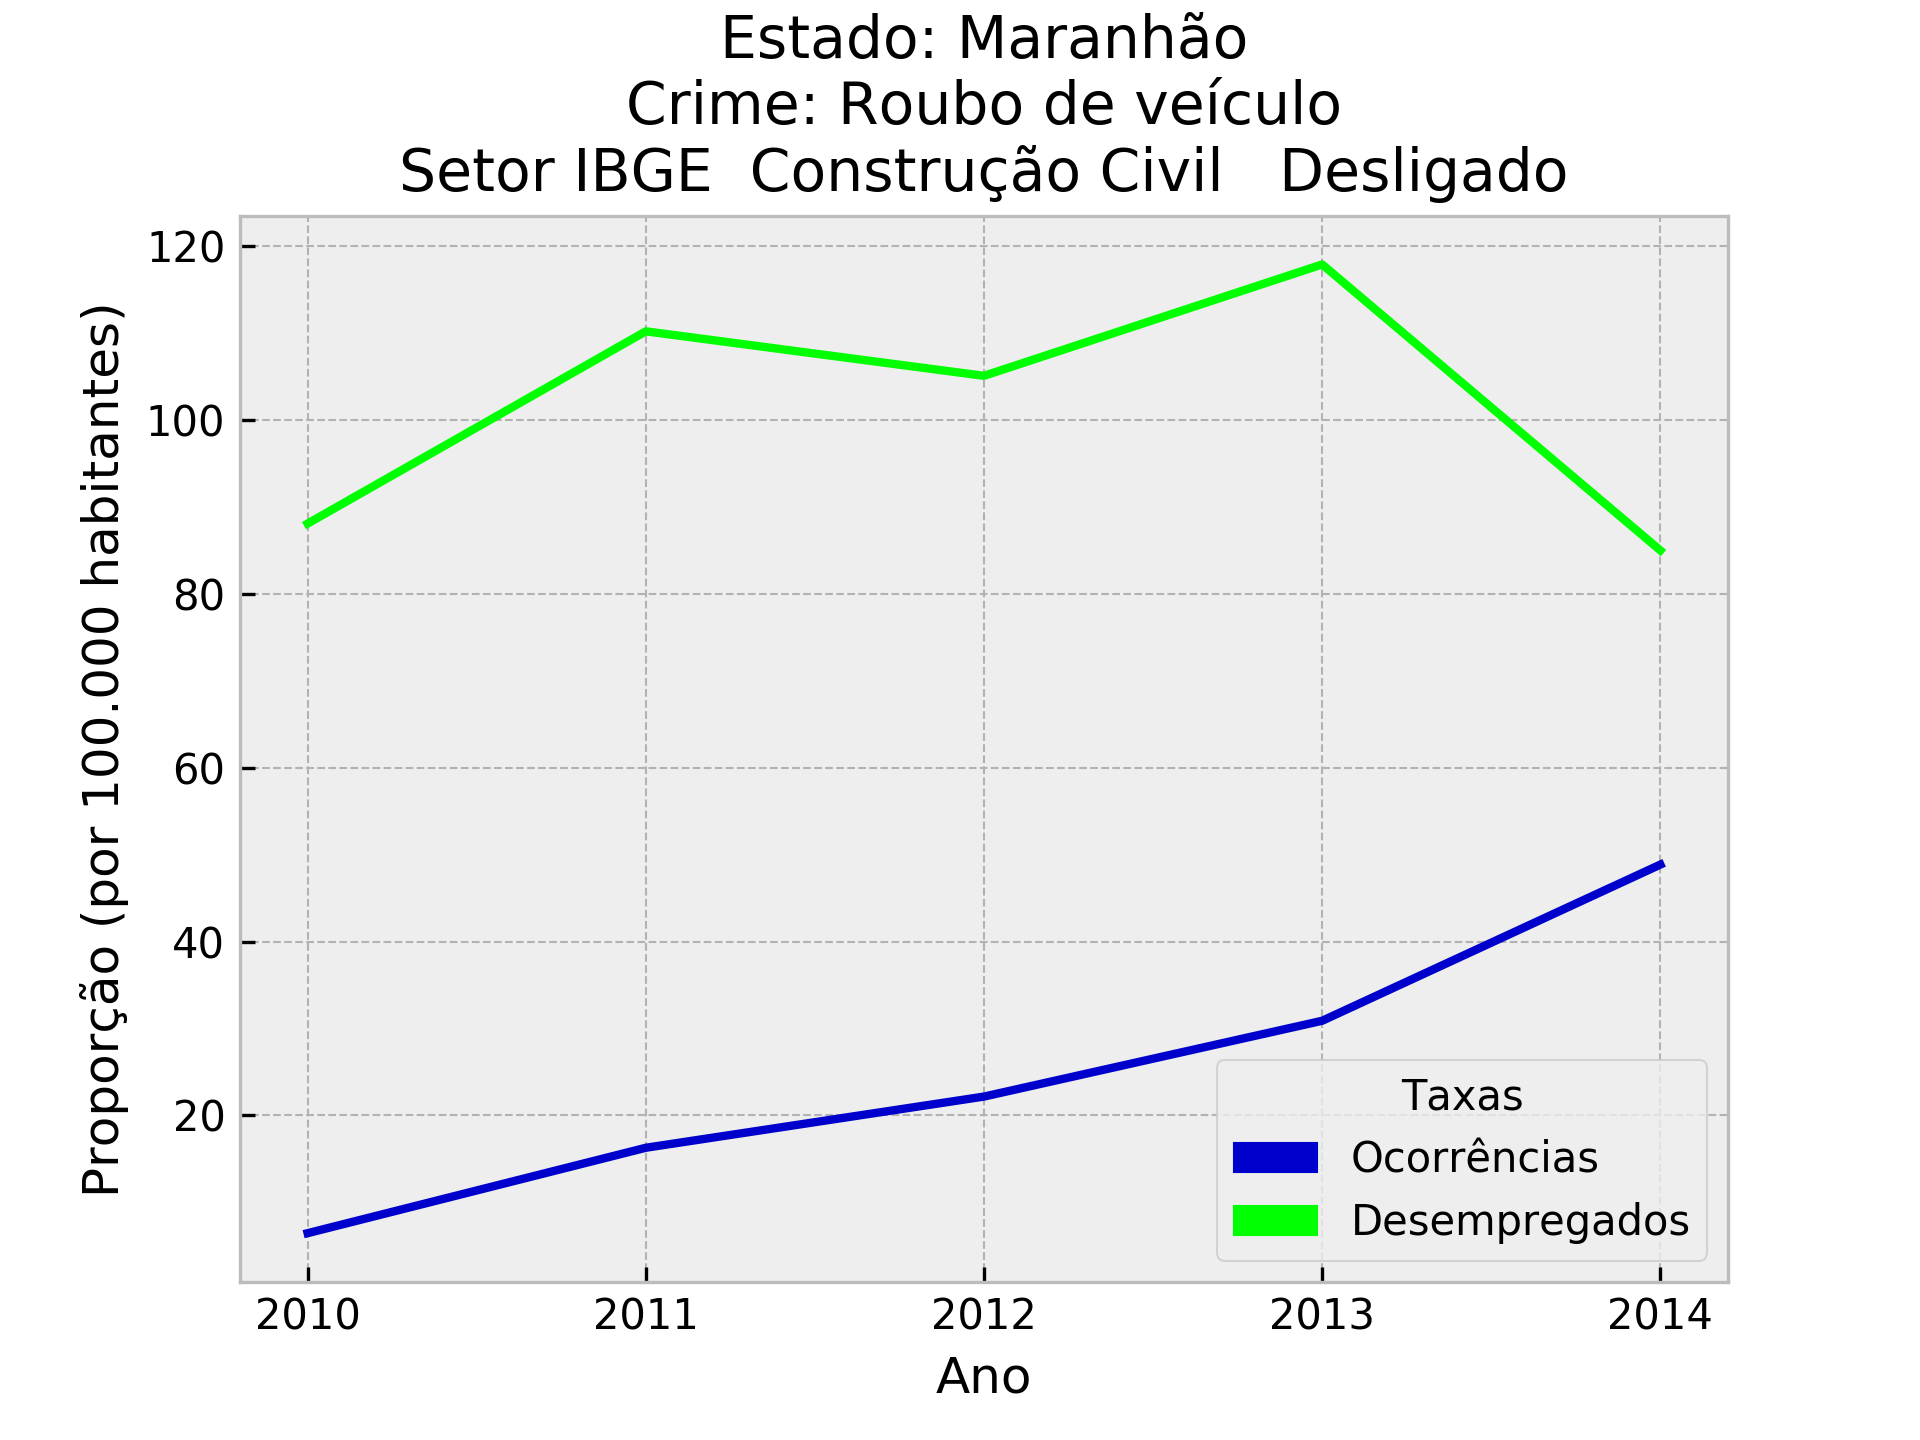 Estado: Maranhão
Crime: Roubo de veículo
Setor IBGE  Construção Civil   Desligado
Proporção (por 100.000 habitantes)
120
100
80
60
40
20
Taxas
Ocorrências
Desempregados
2010
2011
2012
2013
2014
Ano